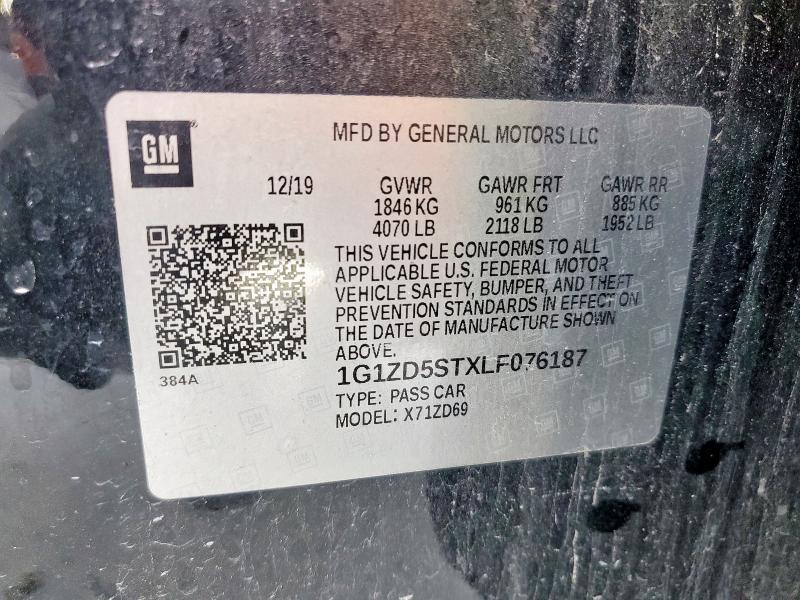 GM
MFD BY GENERAL MOTORS LLC
12/19 GVWR GAWR FRT GAWR RR
1846 KG 961 KG 885 KG
4070 LB 2118 LB 1952 LB
THIS VEHICLE CONFORMS TO ALL
APPLICABLE U.S. FEDERAL MOTOR
VEHICLE SAFETY, BUMPER, AND THEFT
PREVENTION STANDARDS IN EFFECT ON
THE DATE OF MANUFACTURE SHOWN
ABOVE.
384A
1G1ZD5STXLF076187
TYPE: PASS CAR
MODEL: X71ZD69